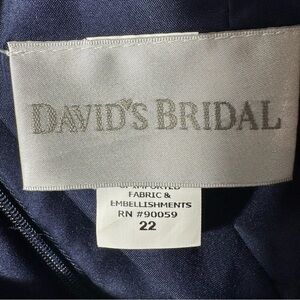 DAVID'S BRIDAL
FABRIC &
EMBELLISHMENTS
RN #90059
22